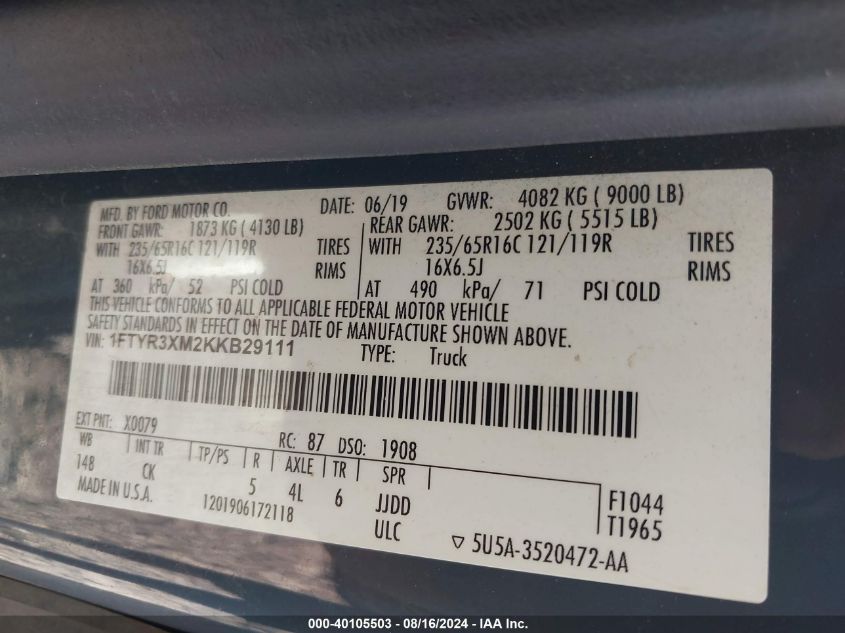 MFD. BY FORD MOTOR CO.
DATE: 06/19 GVWR: 4082 KG ( 9000 LB)
FRONT GAWR: 1873 KG ( 4130 LB) REAR GAWR: 2502 KG ( 5515 LB)
WITH 235/65R16C 121/119R TIRES WITH 235/65R16C 121/119R TIRES
16X6.5J RIMS 16X6.5J RIMS
AT 360 kPa/ 52 PSI COLD AT 490 kPa/ 71 PSI COLD
THIS VEHICLE CONFORMS TO ALL APPLICABLE FEDERAL MOTOR VEHICLE
SAFETY STANDARDS IN EFFECT ON THE DATE OF MANUFACTURE SHOWN ABOVE.
VIN: 1FTYR3XM2KKB29111 TYPE: Truck
EXT PNT: X0079 RC: 87 DSO: 1908
WB INT TR TP/PS R AXLE TR SPR
148 CK 5 4L 6 JJDD
F1044
MADE IN U.S.A. 1201906172118 ULC
T1965
▽ 5U5A-3520472-AA
000-40105503 - 08/16/2024 - IAA Inc.